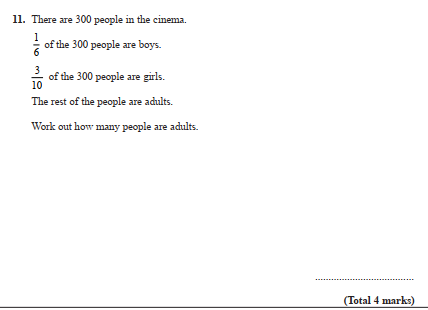 11. There are 300 people in the cinema.
1/6 of the 300 people are boys.
3/10 of the 300 people are girls.
The rest of the people are adults.
Work out how many people are adults.
................................
(Total 4 marks)